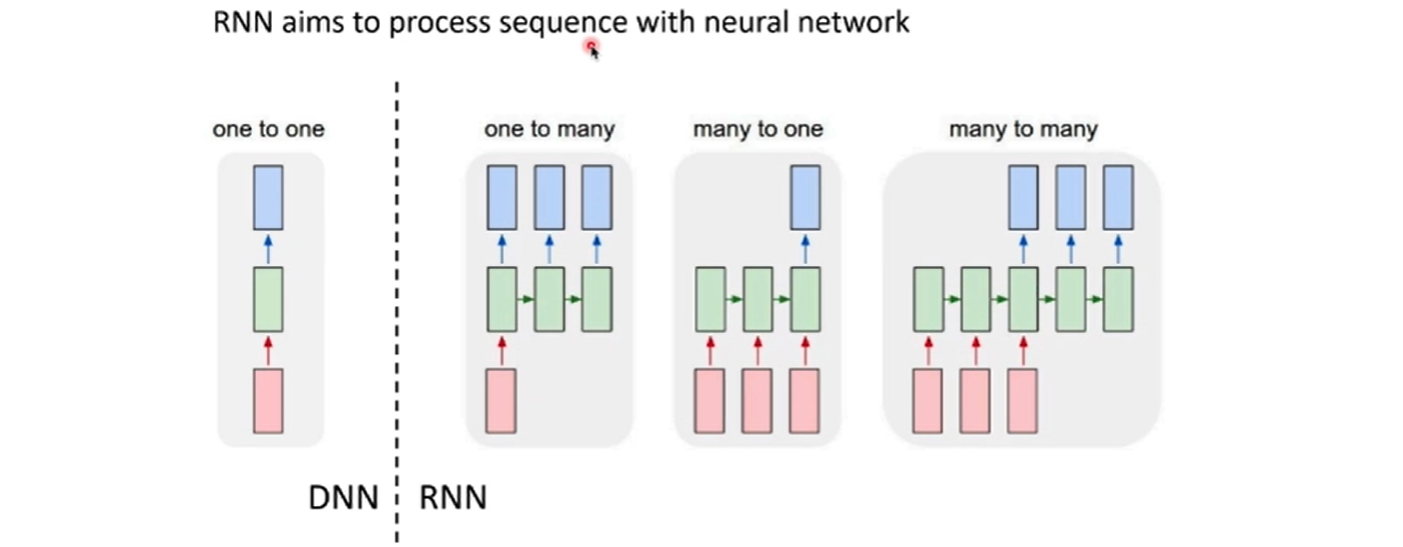 RNN aims to process sequence with neural network
one to one
one to many
many to one
many to many
DNN
RNN